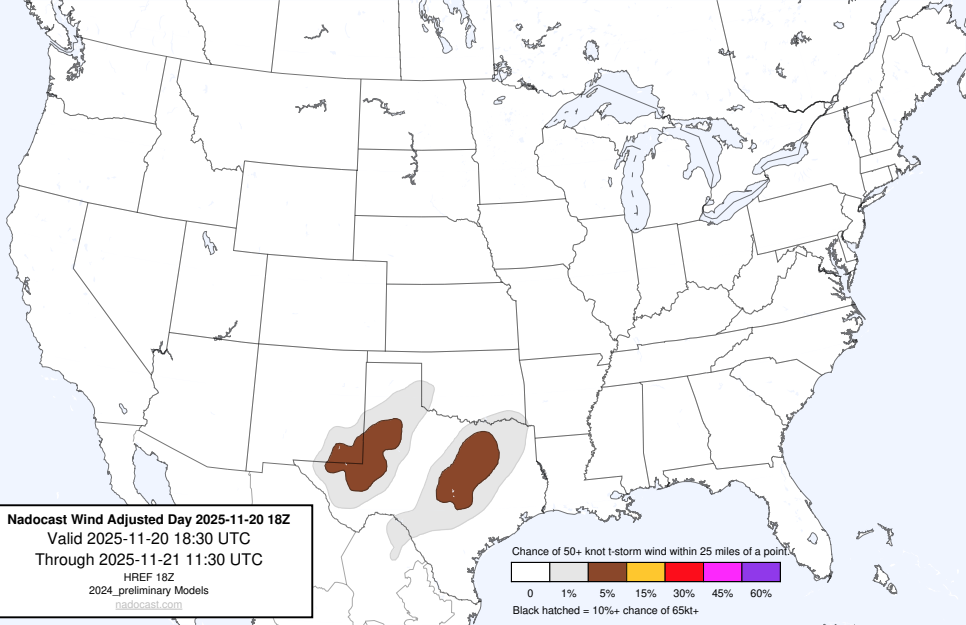 Nadocast Wind Adjusted Day 2025-11-20 18Z
Valid 2025-11-20 18:30 UTC
Through 2025-11-21 11:30 UTC
HREF 18Z
2024_preliminary Models
nadocast.com
Chance of 50+ knot t-storm wind within 25 miles of a point.
0 1% 5% 15% 30% 45% 60%
Black hatched = 10%+ chance of 65kt+